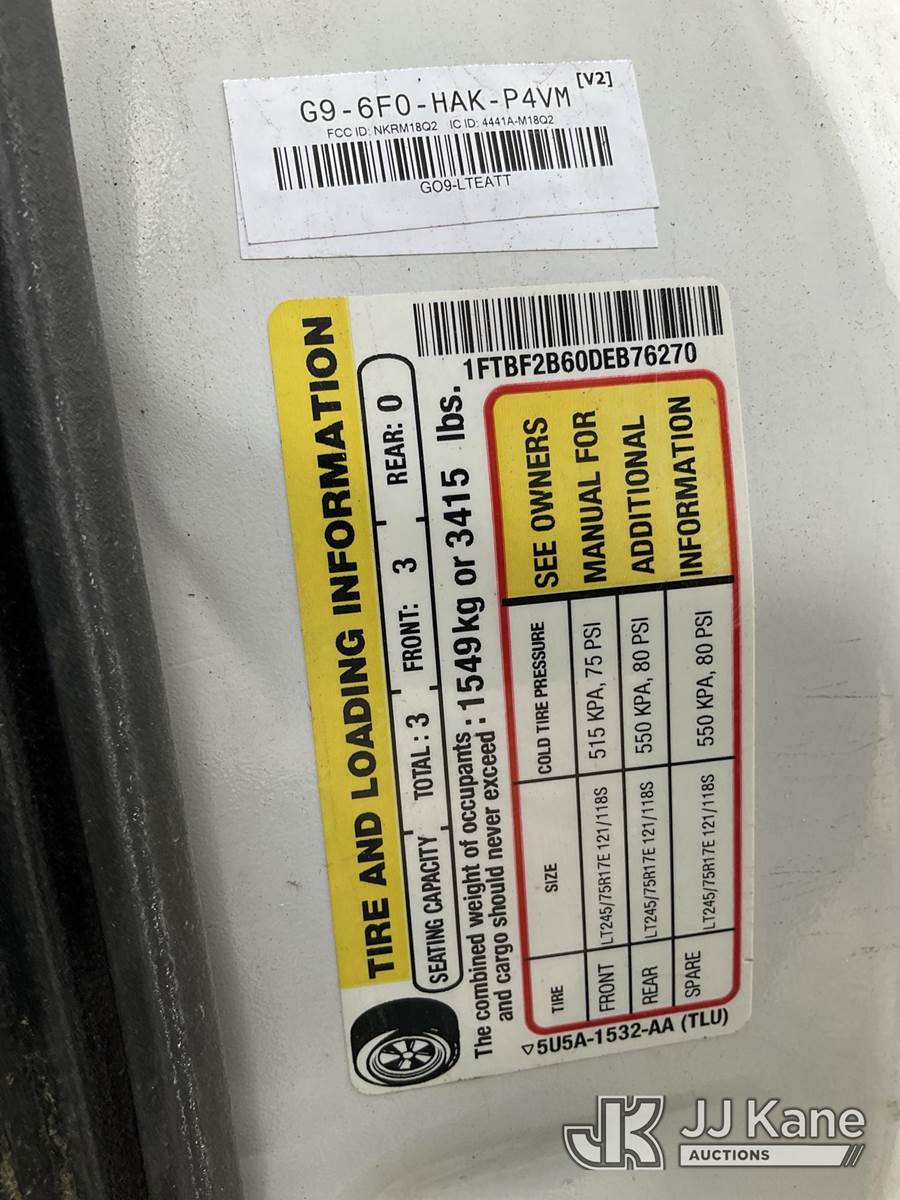 G9-6F0-HAK-P4VM [V2]
FCC ID: NKRM18Q2 IC ID: 4441A-M18Q2
GO9-LTEATT
1FTBF2B60DEB76270
TIRE AND LOADING INFORMATION
SEATING CAPACITY TOTAL : 3 FRONT: 3 REAR: 0
The combined weight of occupants
and cargo should never exceed : 1549kg or 3415 lbs.
TIRE SIZE COLD TIRE PRESSURE
FRONT LT245/75R17E 121/118S 515 KPA, 75 PSI
REAR LT245/75R17E 121/118S 550 KPA, 80 PSI
SPARE LT245/75R17E 121/118S 550 KPA, 80 PSI
SEE OWNERS
MANUAL FOR
ADDITIONAL
INFORMATION
5U5A-1532-AA (TLU)
JK JJ Kane
AUCTIONS